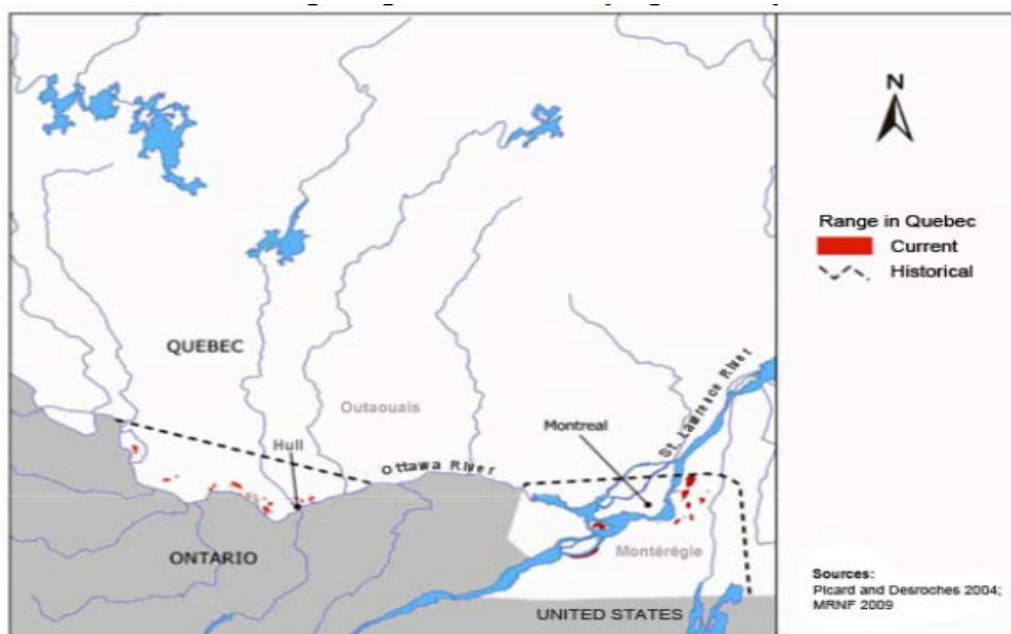 N
Range in Quebec
Current
Historical
QUEBEC
Outaouais
Hull
Ottawa River
Montreal
St. Lawrence River
ONTARIO
Montérégie
UNITED STATES
Sources:
Picard and Desroches 2004;
MRNF 2009